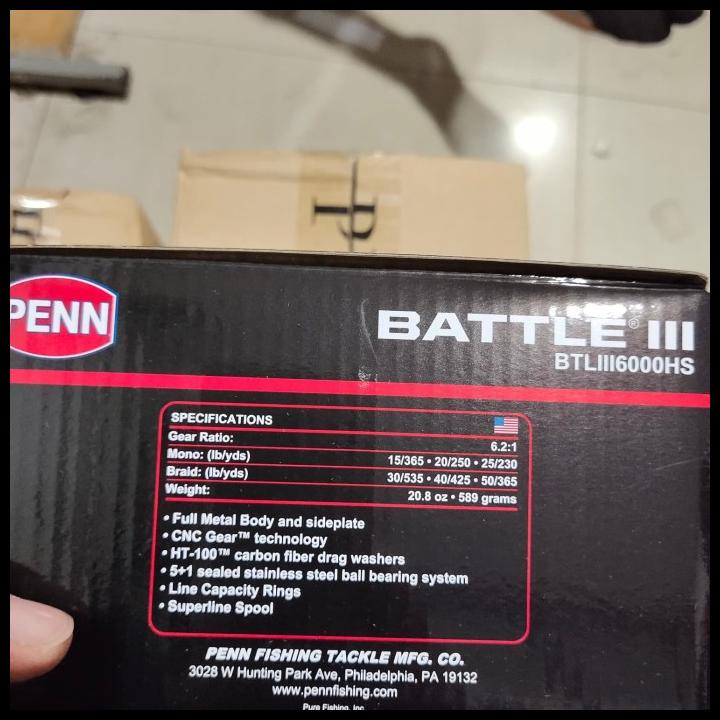 P
PENN
BATTLE® III
BTLIII6000HS
SPECIFICATIONS
Gear Ratio: 6.2:1
Mono: (lb/yds) 15/365 • 20/250 • 25/230
Braid: (lb/yds) 30/535 • 40/425 • 50/365
Weight: 20.8 oz • 589 grams
• Full Metal Body and sideplate
• CNC Gear™ technology
• HT-100™ carbon fiber drag washers
• 5+1 sealed stainless steel ball bearing system
• Line Capacity Rings
• Superline Spool
PENN FISHING TACKLE MFG. CO.
3028 W Hunting Park Ave, Philadelphia, PA 19132
www.pennfishing.com
Pure Fishing, Inc.